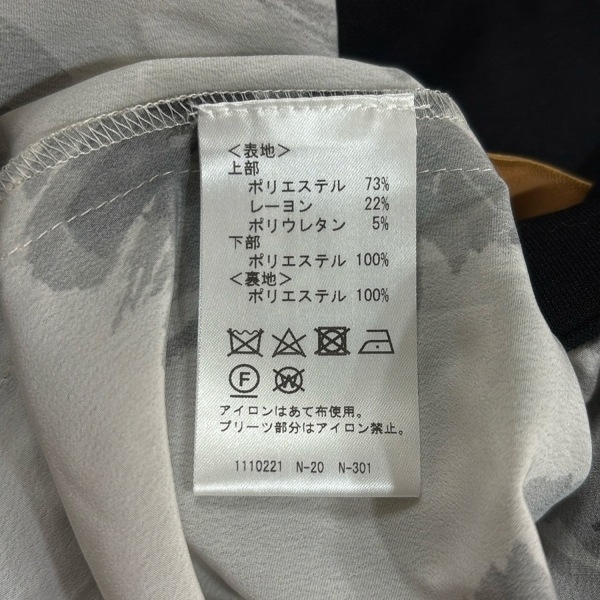 ＜表地＞
上部
ポリエステル 73%
レーヨン 22%
ポリウレタン 5%
下部
ポリエステル 100%
＜裏地＞
ポリエステル 100%
F W
アイロンはあて布使用。
プリーツ部分はアイロン禁止。
1110221 N-20 N-301